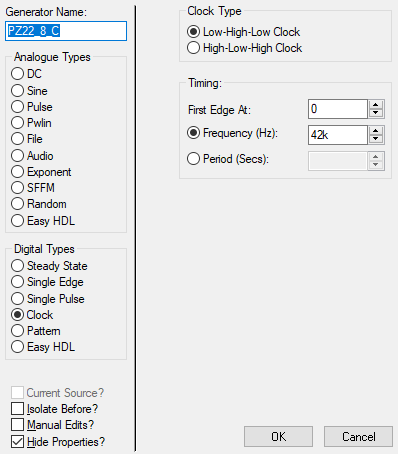 Generator Name:
PZ22_8_C
Analogue Types
DC
Sine
Pulse
Pwlin
File
Audio
Exponent
SFFM
Random
Easy HDL
Digital Types
Steady State
Single Edge
Single Pulse
Clock
Pattern
Easy HDL
Current Source?
Isolate Before?
Manual Edits?
Hide Properties?
Clock Type
Low-High-Low Clock
High-Low-High Clock
Timing:
First Edge At: 0
Frequency (Hz): 42k
Period (Secs):
OK Cancel